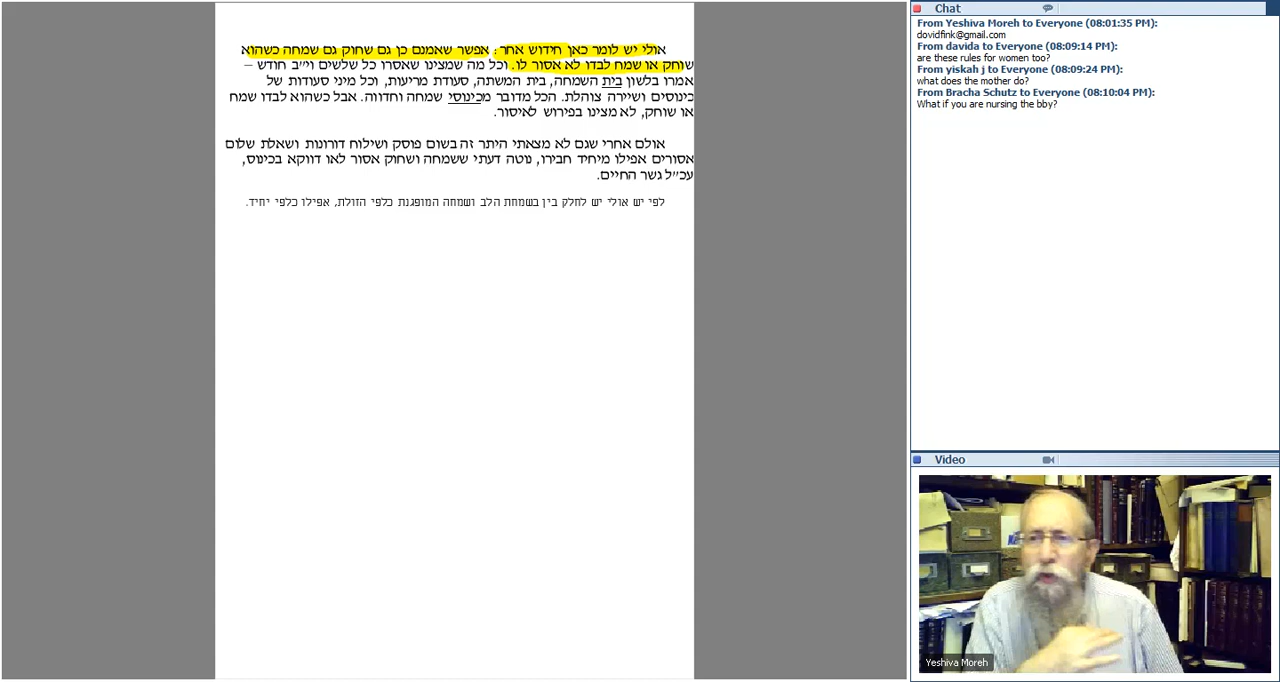 אולי יש לומר כאן חידוש אחר: אפשר שאמנם כן גם שחוק גם שמחה כשהוא
שוחק או שמח לבדו לא אסור לו. וכל מה שמצינו שאסרו כל שלשים וי״ב חודש –
אמרו בלשון בית השמחה, בית המשתה, סעודת מריעות, וכל מיני סעודות של
כינוסים ושיירה צוהלת. הכל מדובר מכינוסי שמחה וחדווה. אבל כשהוא לבדו שמח
או שוחק, לא מצינו בפירוש לאיסור.
אולם אחרי שגם לא מצאתי היתר זה בשום פוסק ושילוח דורונות ושאלת שלום
אסורים אפילו מיחיד חבירו, נוטה דעתי ששמחה ושחוק אסור לאו דווקא בכינוס,
עכ״ל גשר החיים.
לפי יש אולי יש לחלק בין בשמחת הלב ושמחה המופגנת כלפי הזולת, אפילו כלפי יחיד.
Chat
From Yeshiva Moreh to Everyone (08:01:35 PM):
dovidfink@gmail.com
From davida to Everyone (08:09:14 PM):
are these rules for women too?
From yiskah j to Everyone (08:09:24 PM):
what does the mother do?
From Bracha Schutz to Everyone (08:10:04 PM):
What if you are nursing the bby?
Video
Yeshiva Moreh